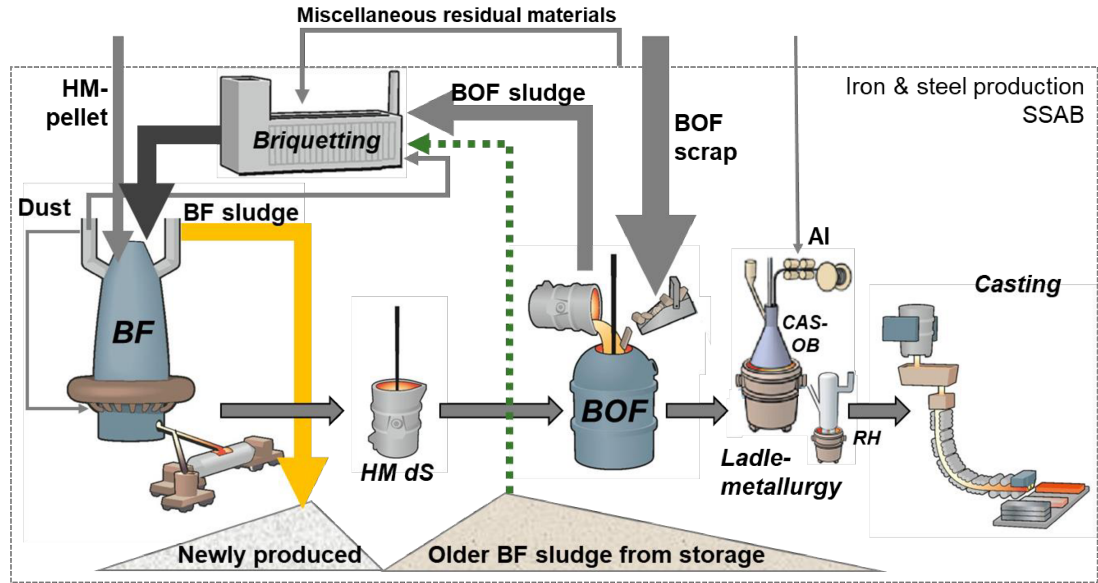 Miscellaneous residual materials
HM-
pellet
BOF sludge
BOF
scrap
Iron & steel production
SSAB
Briquetting
Dust
BF sludge
Al
Casting
BF
CAS-
OB
BOF
HM dS
RH
Ladle-
metallurgy
Newly produced
Older BF sludge from storage